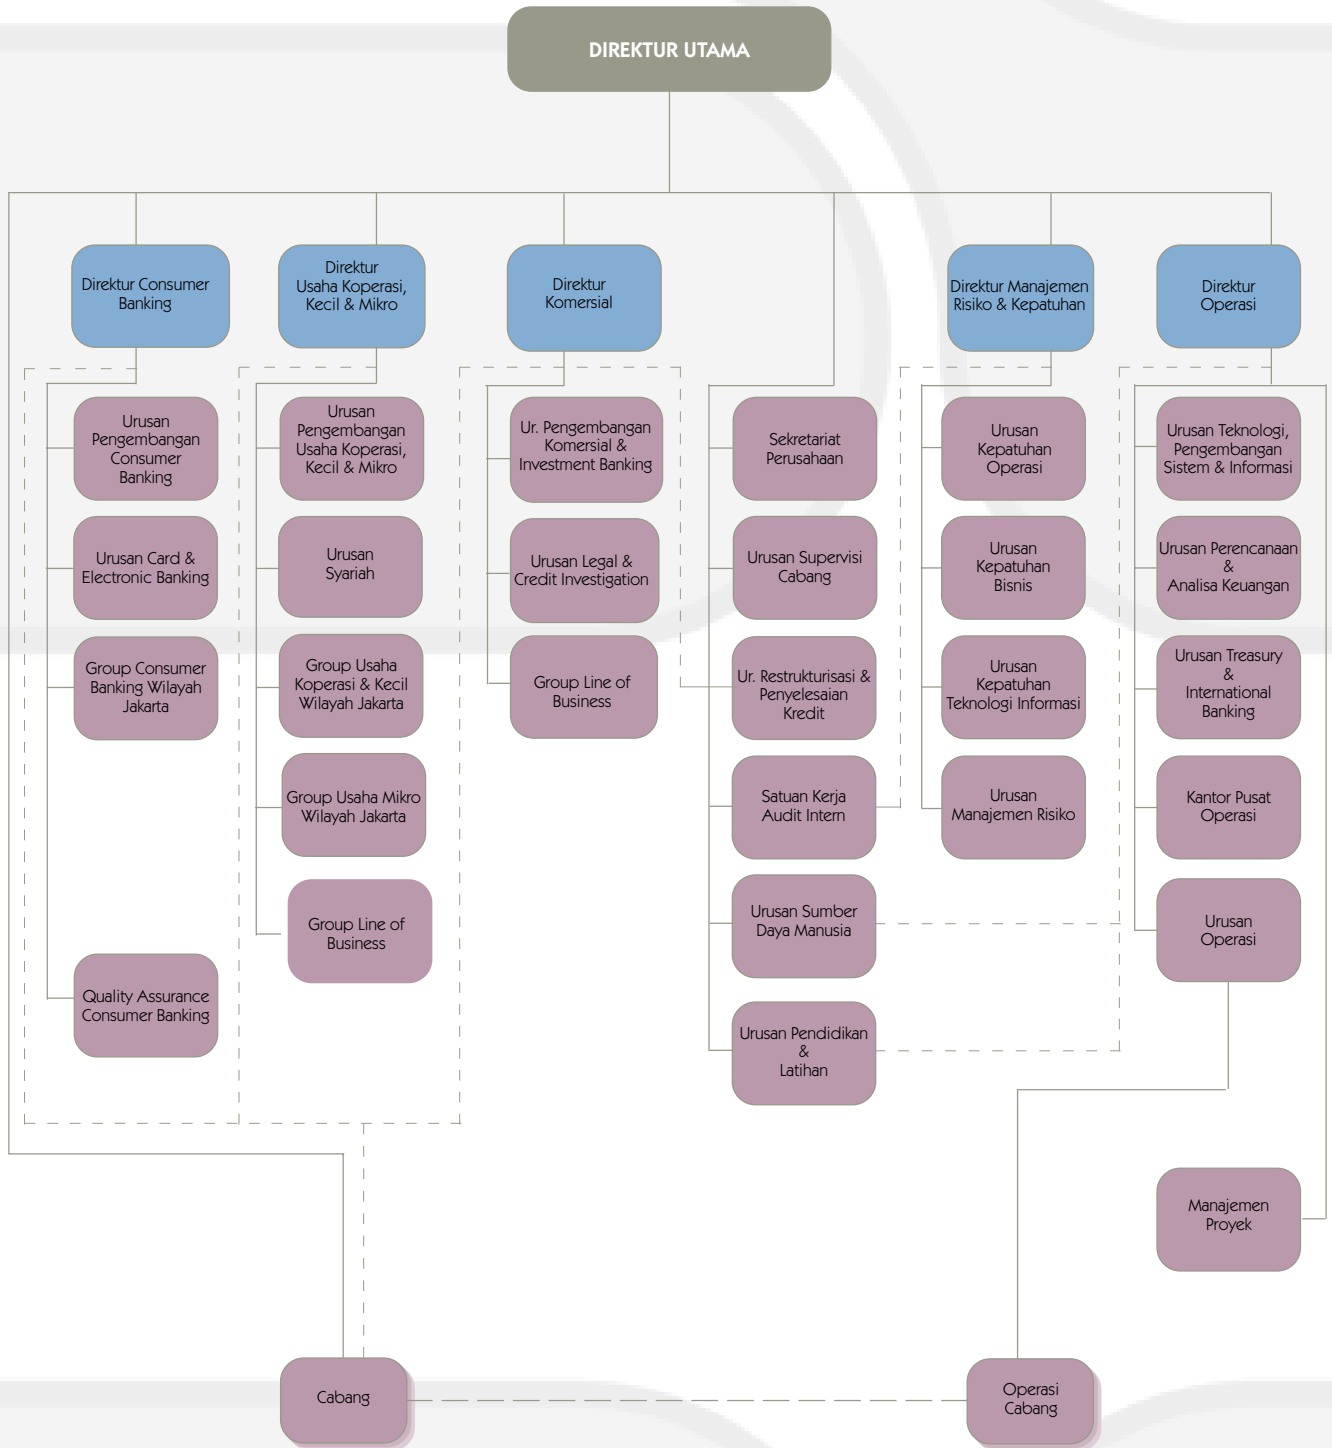 DIREKTUR UTAMA
Direktur Consumer
Banking
Direktur
Usaha Koperasi,
Kecil & Mikro
Direktur
Komersial
Direktur Manajemen
Risiko & Kepatuhan
Direktur
Operasi
Urusan
Pengembangan
Consumer
Banking
Urusan Card &
Electronic Banking
Group Consumer
Banking Wilayah
Jakarta
Quality Assurance
Consumer Banking
Urusan
Pengembangan
Usaha Koperasi,
Kecil & Mikro
Urusan
Syariah
Group Usaha
Koperasi & Kecil
Wilayah Jakarta
Group Usaha Mikro
Wilayah Jakarta
Group Line of
Business
Ur. Pengembangan
Komersial &
Investment Banking
Urusan Legal &
Credit Investigation
Group Line of
Business
Sekretariat
Perusahaan
Urusan Supervisi
Cabang
Ur. Restrukturisasi &
Penyelesaian
Kredit
Satuan Kerja
Audit Intern
Urusan Sumber
Daya Manusia
Urusan Pendidikan
&
Latihan
Urusan
Kepatuhan
Operasi
Urusan
Kepatuhan
Bisnis
Urusan
Kepatuhan
Teknologi Informasi
Urusan
Manajemen Risiko
Urusan Teknologi,
Pengembangan
Sistem & Informasi
Urusan Perencanaan
&
Analisa Keuangan
Urusan Treasury
&
International
Banking
Kantor Pusat
Operasi
Urusan
Operasi
Manajemen
Proyek
Cabang
Operasi
Cabang